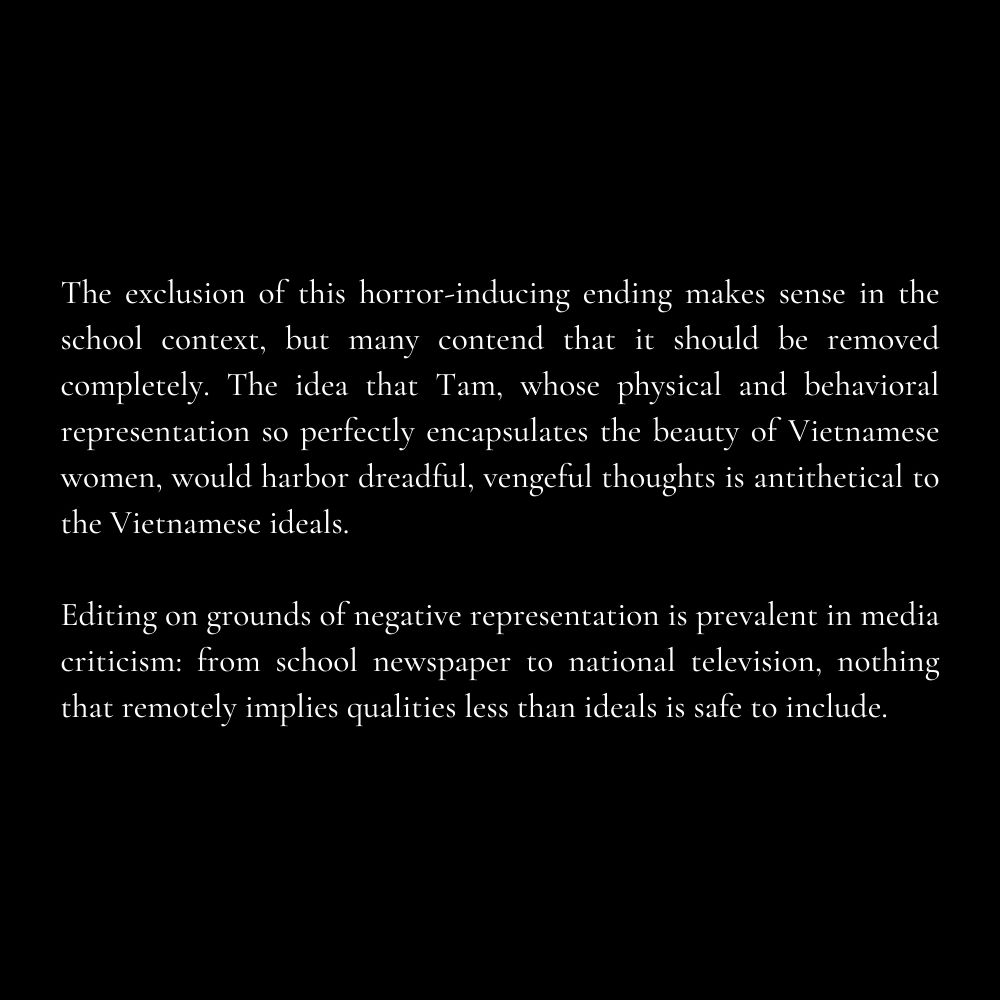 The exclusion of this horror-inducing ending makes sense in the
school context, but many contend that it should be removed
completely. The idea that Tam, whose physical and behavioral
representation so perfectly encapsulates the beauty of Vietnamese
women, would harbor dreadful, vengeful thoughts is antithetical to
the Vietnamese ideals.
Editing on grounds of negative representation is prevalent in media
criticism: from school newspaper to national television, nothing
that remotely implies qualities less than ideals is safe to include.